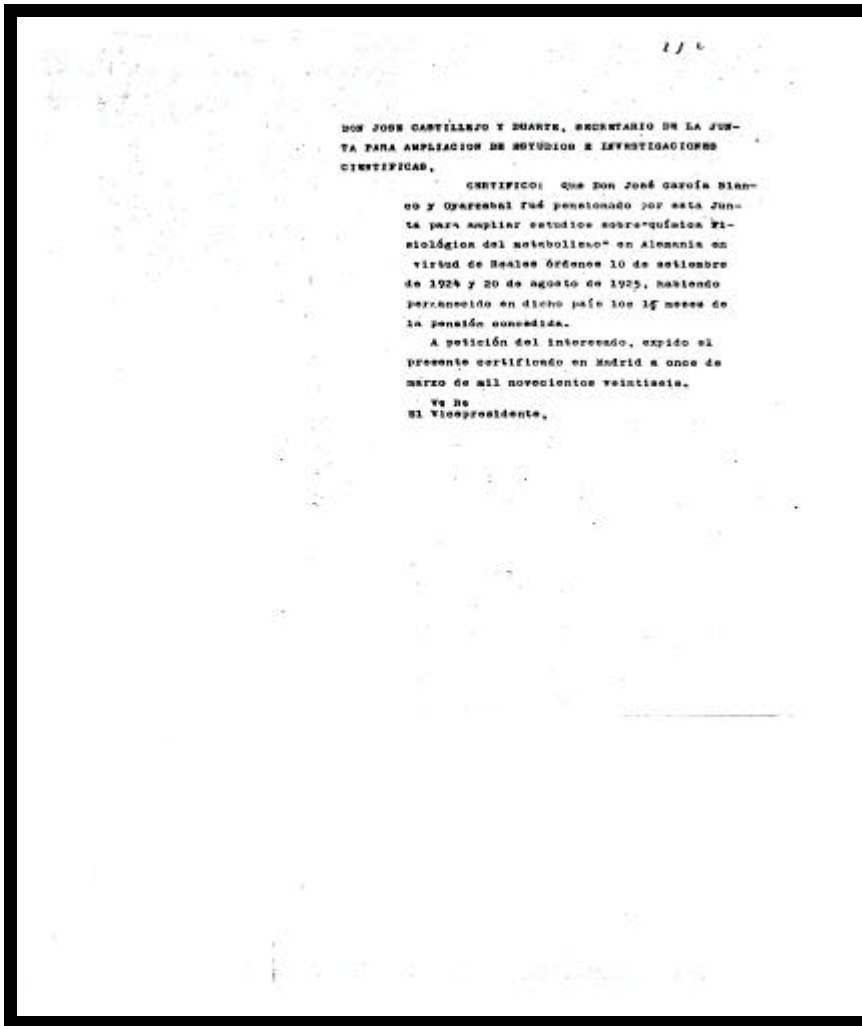 DON JOSE CASTILLEJO Y DUARTE, SECRETARIO DE LA JUN-
TA PARA AMPLIACION DE ESTUDIOS E INVESTIGACIONES
CIENTIFICAS,
CERTIFICO: Que Don José García Blan-
co y Oyarzabal fué pensionado por esta Jun-
ta para ampliar estudios sobre "química Fi-
siológica del metabolismo" en Alemania en
virtud de Reales Órdenes 10 de setiembre
de 1924 y 20 de agosto de 1925, habiendo
permanecido en dicho país los 15 meses de
la pensión concedida.
A petición del interesado, expido el
presente certificado en Madrid a once de
marzo de mil novecientos veintiseis.
Vº Bº
El Vicepresidente,